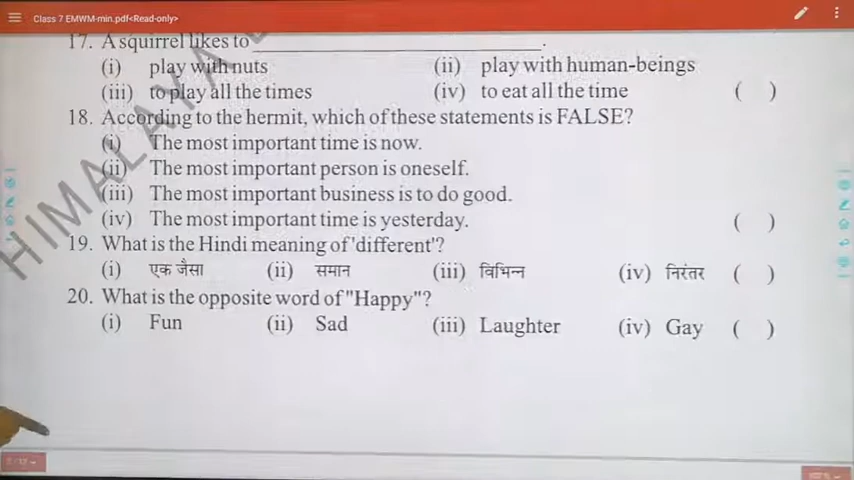 Class 7 EMWM-min.pdf<Read-only>
17. A squirrel likes to ______________________________.
(i) play with nuts (ii) play with human-beings
(iii) to play all the times (iv) to eat all the time ( )
18. According to the hermit, which of these statements is FALSE?
(i) The most important time is now.
(ii) The most important person is oneself.
(iii) The most important business is to do good.
(iv) The most important time is yesterday. ( )
19. What is the Hindi meaning of 'different'?
(i) एक जैसा (ii) समान (iii) विभिन्न (iv) निरंतर ( )
20. What is the opposite word of "Happy"?
(i) Fun (ii) Sad (iii) Laughter (iv) Gay ( )